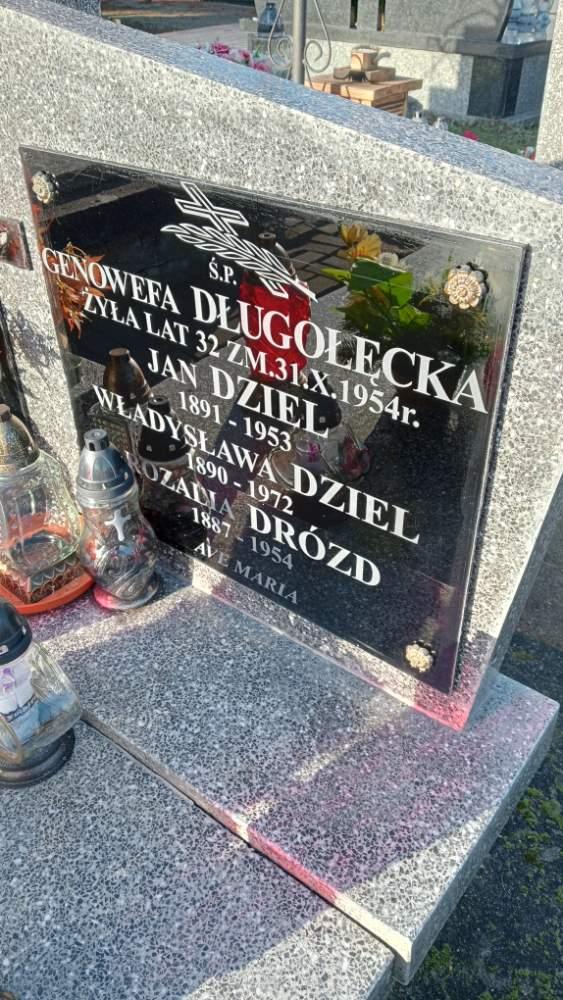 Ś.P.
GENOWEFA DŁUGOŁĘCKA
ŻYŁA LAT 32 ZM.31.X.1954r.
JAN DZIEL
1891 - 1953
WŁADYSŁAWA DZIEL
1890 - 1972
ROZALIA DRÓZD
1887 - 1954
AVE MARIA